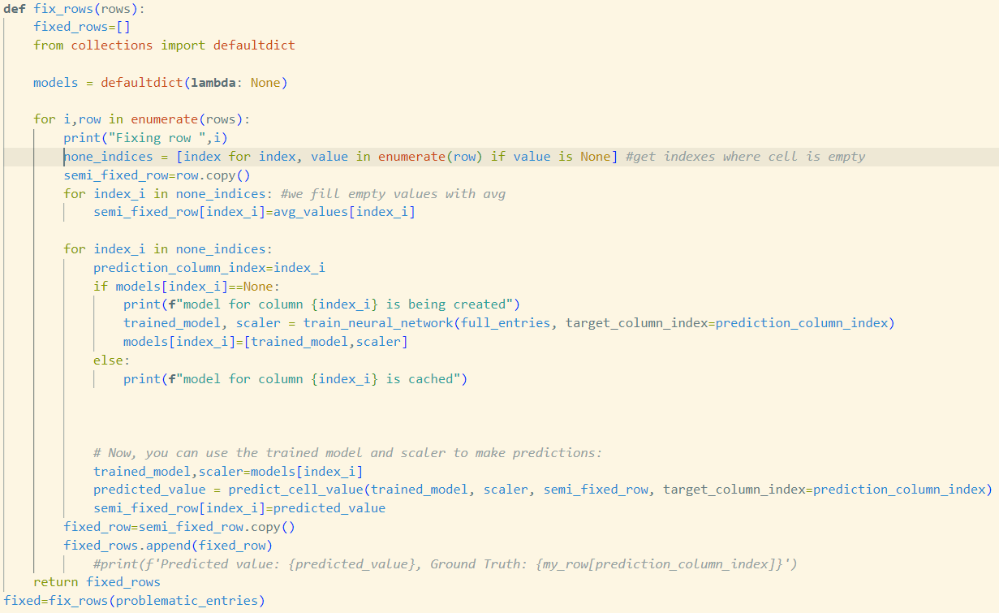 def fix_rows(rows):
    fixed_rows=[]
    from collections import defaultdict

    models = defaultdict(lambda: None)

    for i,row in enumerate(rows):
        print("Fixing row ",i)
        none_indices = [index for index, value in enumerate(row) if value is None] #get indexes where cell is empty
        semi_fixed_row=row.copy()
        for index_i in none_indices: #we fill empty values with avg
            semi_fixed_row[index_i]=avg_values[index_i]

        for index_i in none_indices:
            prediction_column_index=index_i
            if models[index_i]==None:
                print(f"model for column {index_i} is being created")
                trained_model, scaler = train_neural_network(full_entries, target_column_index=prediction_column_index)
                models[index_i]=[trained_model,scaler]
            else:
                print(f"model for column {index_i} is cached")



            # Now, you can use the trained model and scaler to make predictions:
            trained_model,scaler=models[index_i]
            predicted_value = predict_cell_value(trained_model, scaler, semi_fixed_row, target_column_index=prediction_column_index)
            semi_fixed_row[index_i]=predicted_value
        fixed_row=semi_fixed_row.copy()
        fixed_rows.append(fixed_row)
            #print(f'Predicted value: {predicted_value}, Ground Truth: {my_row[prediction_column_index]}')
    return fixed_rows
fixed=fix_rows(problematic_entries)